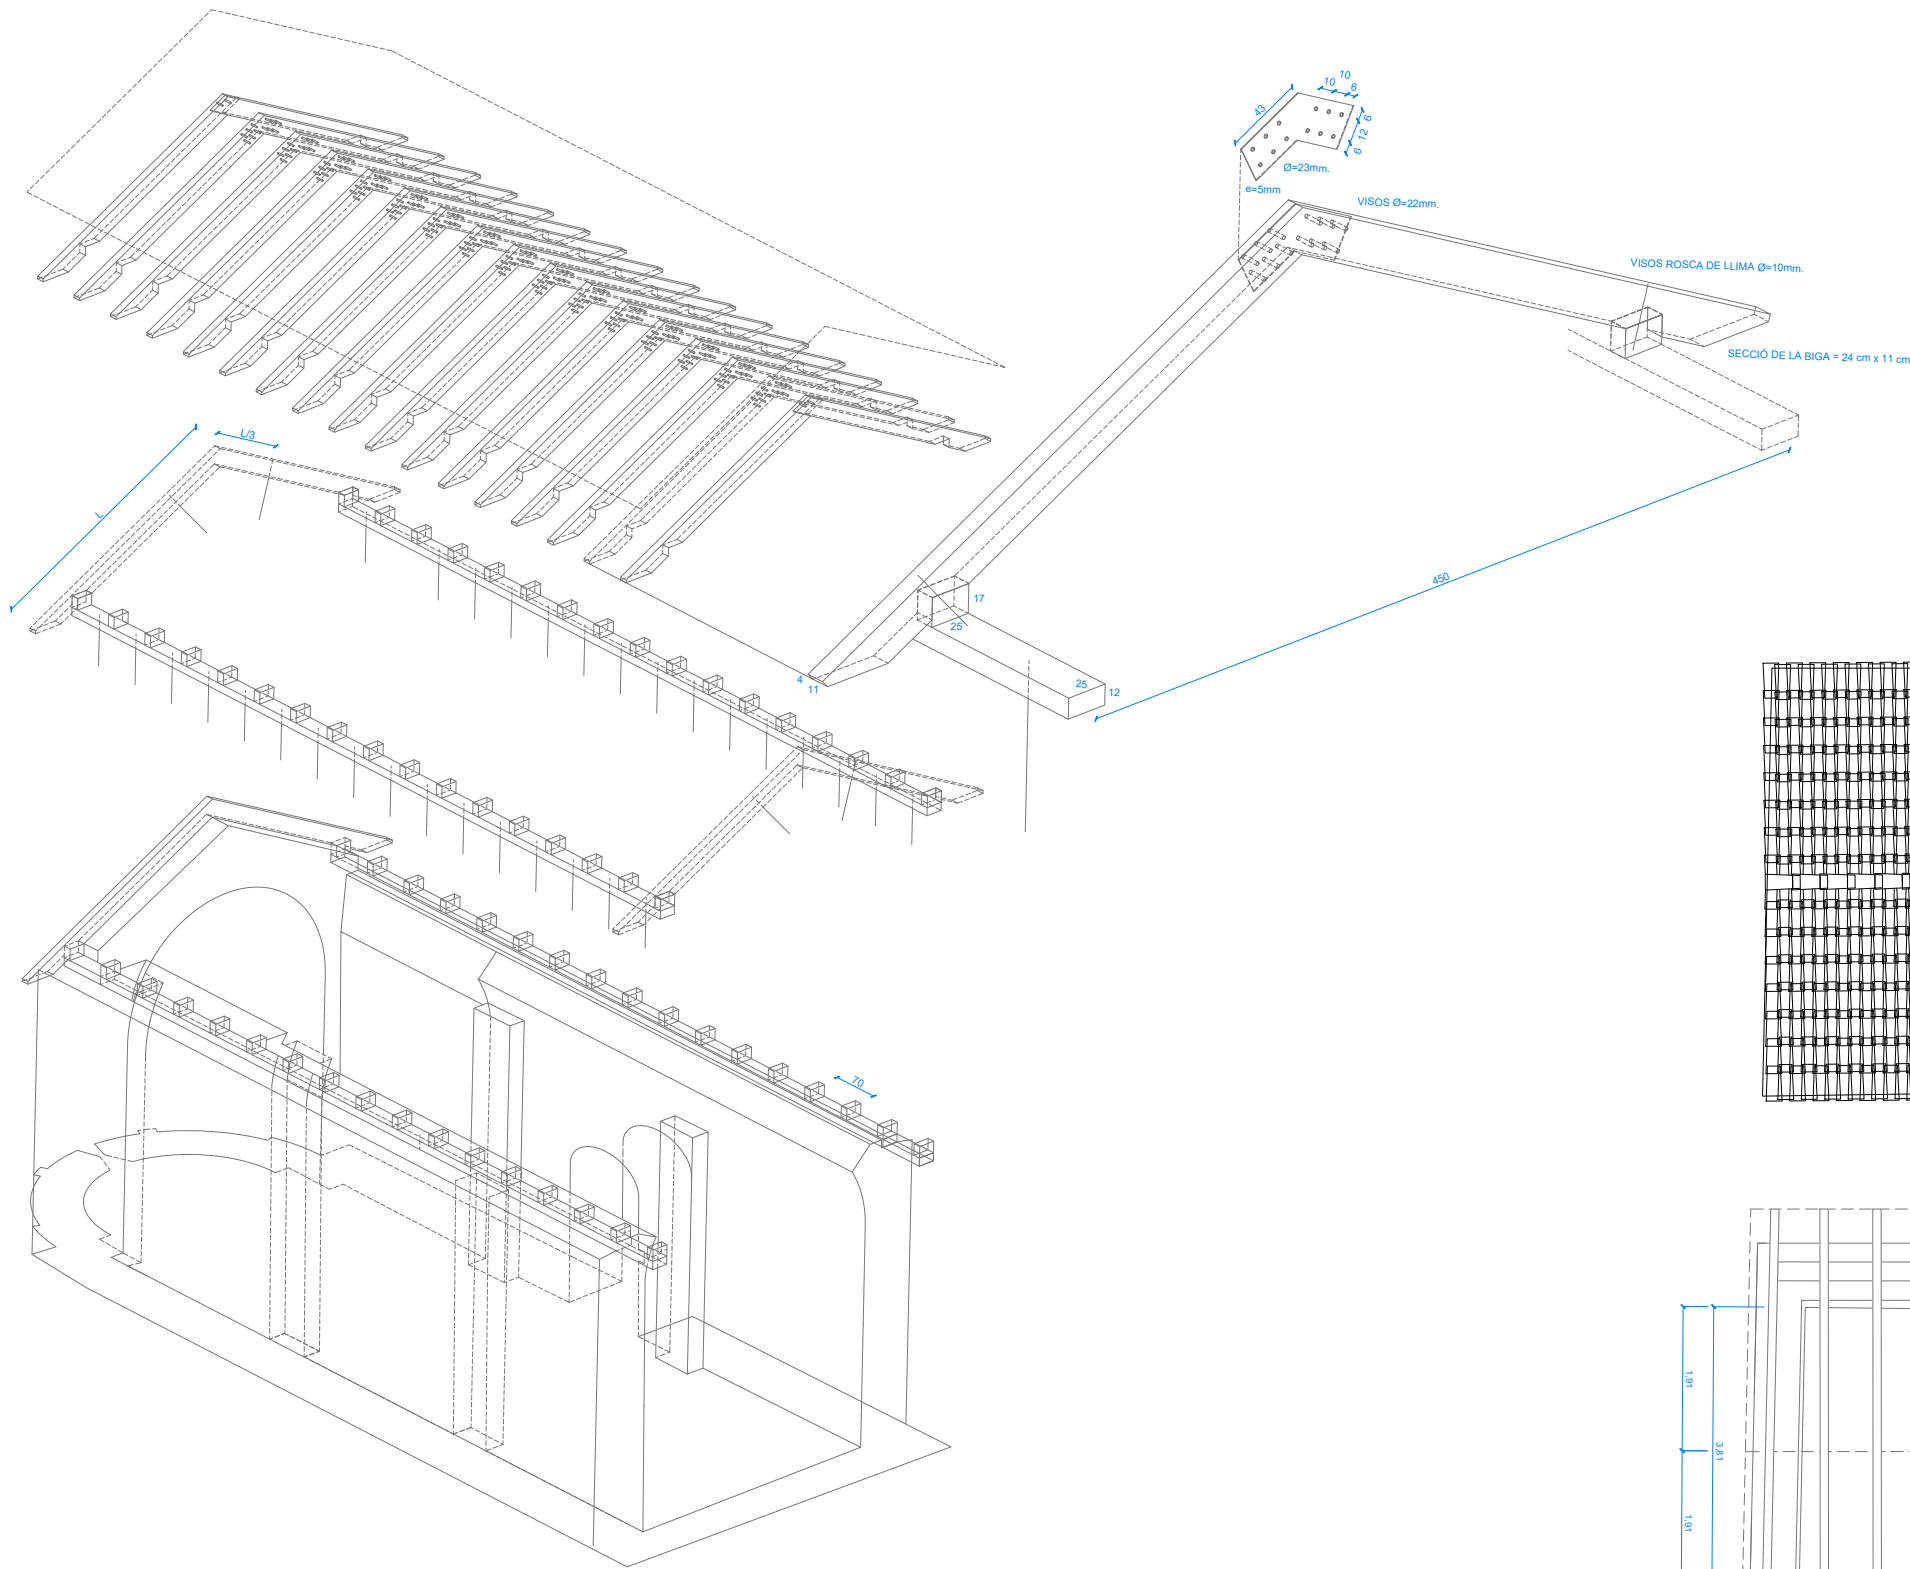 10
10
6
43
6
12
6
Ø=23mm.
e=5mm
VISOS Ø=22mm.
VISOS ROSCA DE LLIMA Ø=10mm.
SECCIÓ DE LA BIGA = 24 cm x 11 cm
L/3
L
450
17
25
4
11
25
12
70
1,91
3,81
1,91